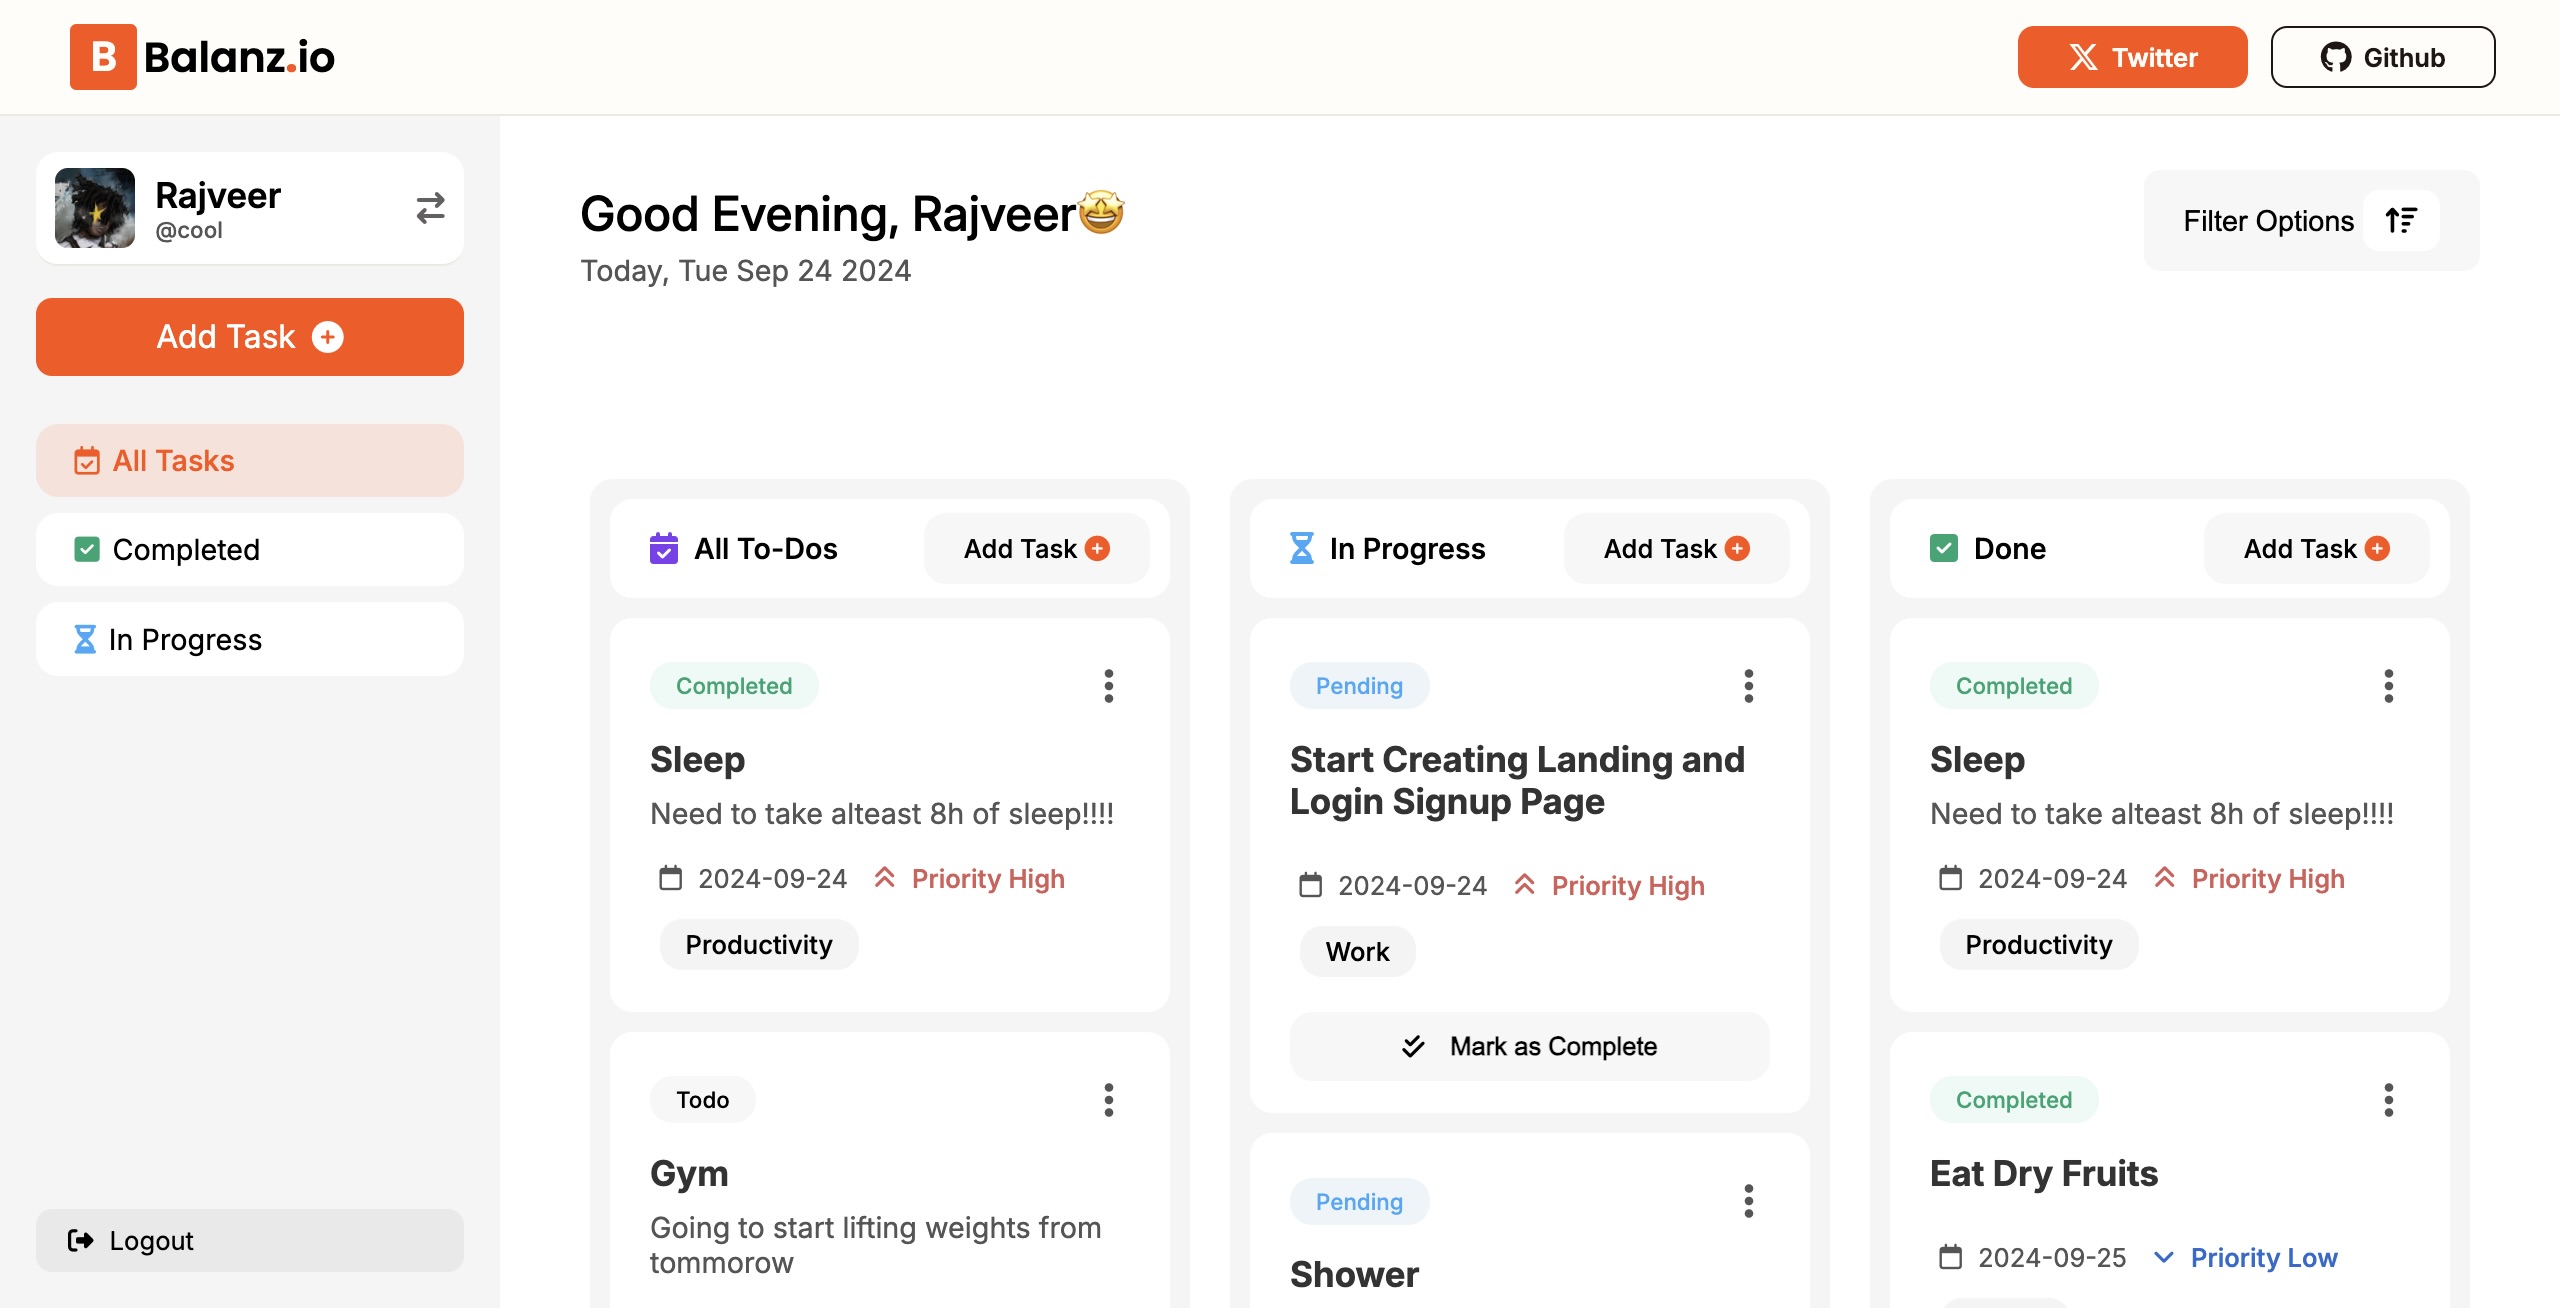 B Balanz.io
Twitter
Github
Rajveer
@cool
Add Task
All Tasks
Completed
In Progress
Logout
Good Evening, Rajveer🤩
Today, Tue Sep 24 2024
Filter Options
All To-Dos
Add Task
Completed
Sleep
Need to take alteast 8h of sleep!!!!
2024-09-24
Priority High
Productivity
Todo
Gym
Going to start lifting weights from
tommorow
In Progress
Add Task
Pending
Start Creating Landing and
Login Signup Page
2024-09-24
Priority High
Work
Mark as Complete
Pending
Shower
Done
Add Task
Completed
Sleep
Need to take alteast 8h of sleep!!!!
2024-09-24
Priority High
Productivity
Completed
Eat Dry Fruits
2024-09-25
Priority Low